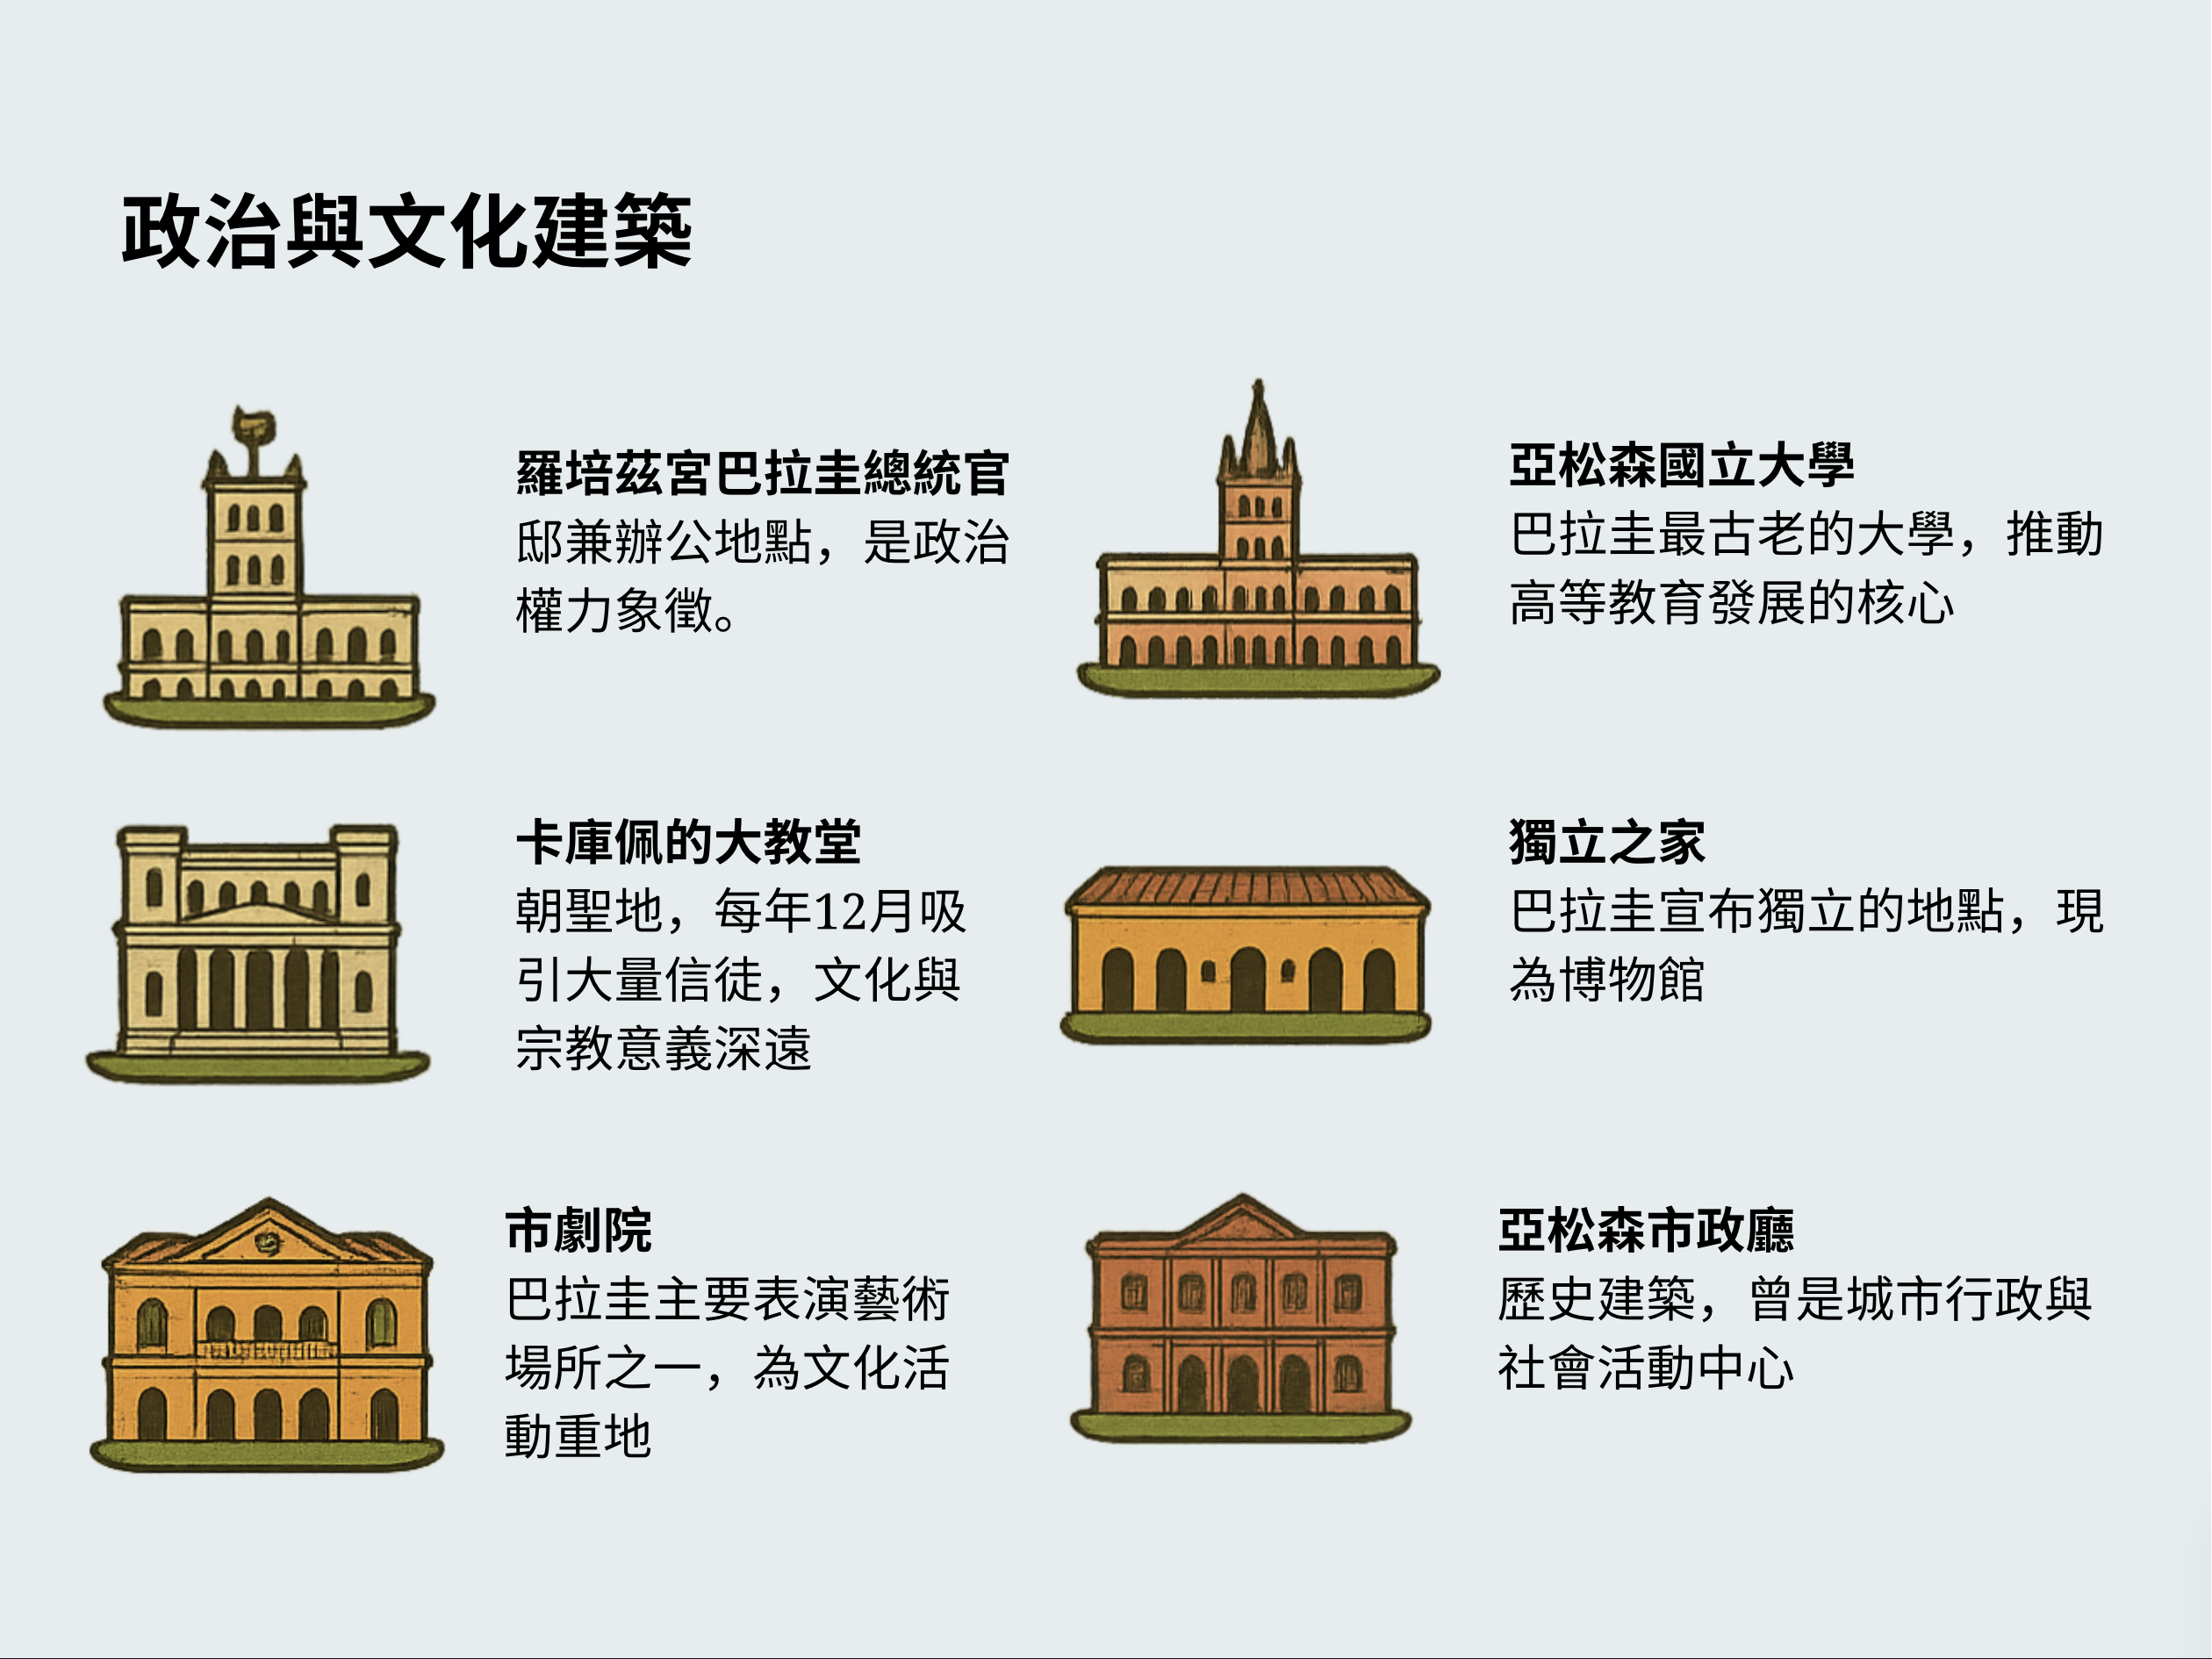 政治與文化建築
羅培茲宮巴拉圭總統官
邸兼辦公地點，是政治
權力象徵。
亞松森國立大學
巴拉圭最古老的大學，推動
高等教育發展的核心
卡庫佩的大教堂
朝聖地，每年12月吸
引大量信徒，文化與
宗教意義深遠
獨立之家
巴拉圭宣布獨立的地點，現
為博物館
市劇院
巴拉圭主要表演藝術
場所之一，為文化活
動重地
亞松森市政廳
歷史建築，曾是城市行政與
社會活動中心